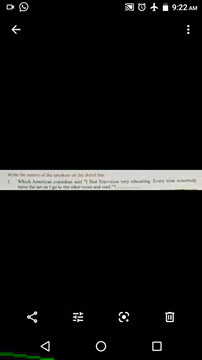 9:22 AM
Write the names of the speakers on the dotted line
1. Which American comedian said "I find Television very educating. Every time somebody
turns the set on I go to the other room and read."?